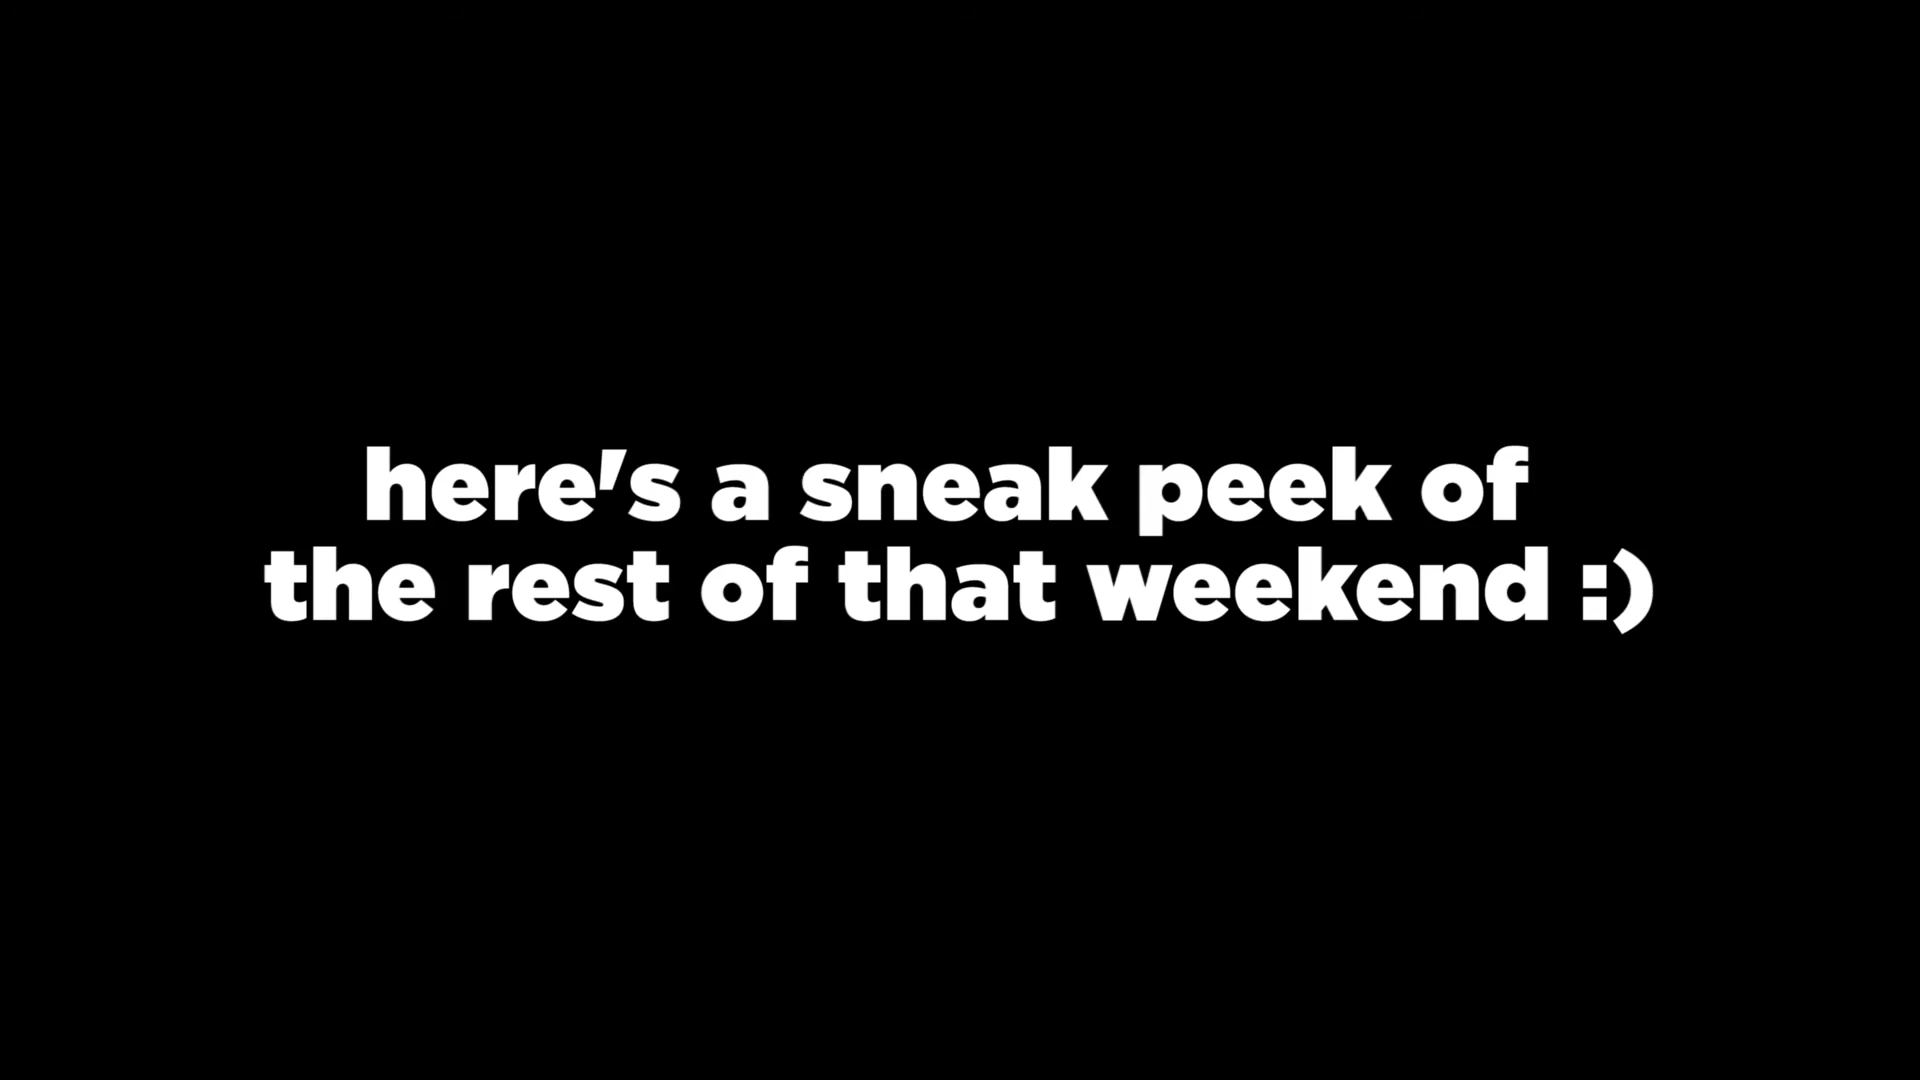 here's a sneak peek of
the rest of that weekend :)